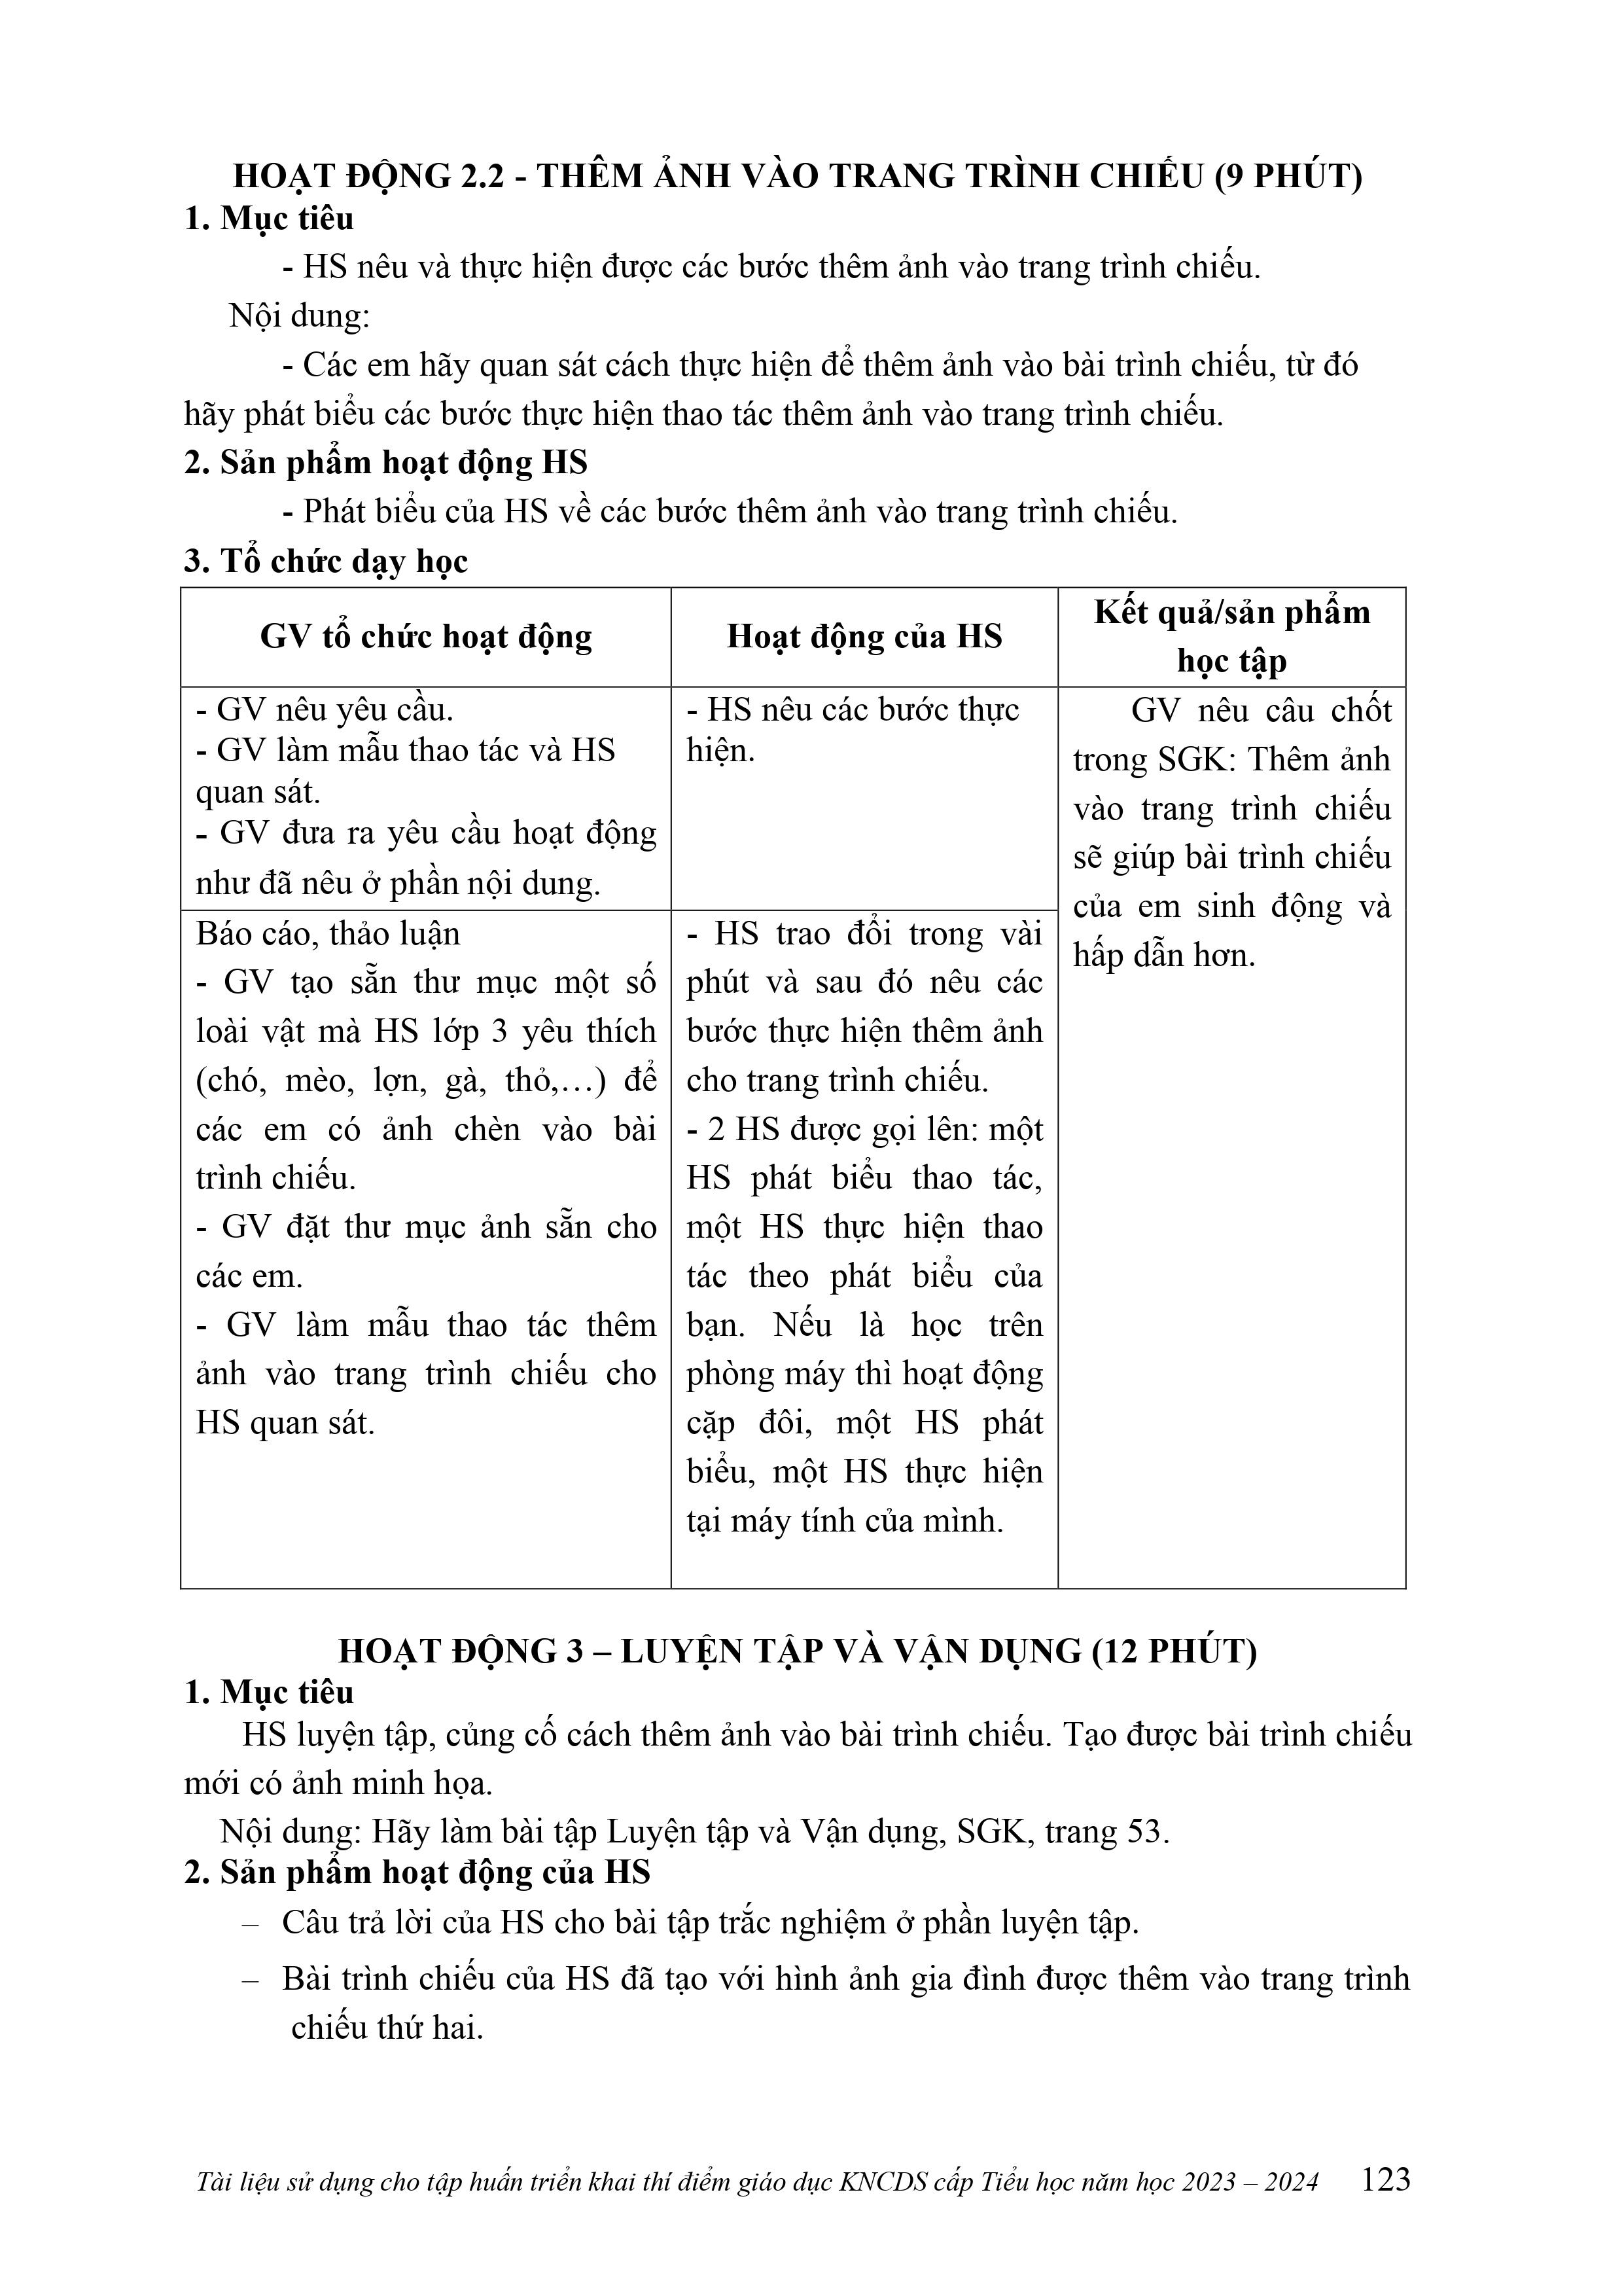 HOẠT ĐỘNG 2.2 - THÊM ẢNH VÀO TRANG TRÌNH CHIẾU (9 PHÚT)
1. Mục tiêu
- HS nêu và thực hiện được các bước thêm ảnh vào trang trình chiếu.
Nội dung:
- Các em hãy quan sát cách thực hiện để thêm ảnh vào bài trình chiếu, từ đó
hãy phát biểu các bước thực hiện thao tác thêm ảnh vào trang trình chiếu.
2. Sản phẩm hoạt động HS
- Phát biểu của HS về các bước thêm ảnh vào trang trình chiếu.
3. Tổ chức dạy học
GV tổ chức hoạt động
Hoạt động của HS
Kết quả/sản phẩm
học tập
- GV nêu yêu cầu.
- GV làm mẫu thao tác và HS
quan sát.
- GV đưa ra yêu cầu hoạt động
như đã nêu ở phần nội dung.
- HS nêu các bước thực
hiện.
GV nêu câu chốt
trong SGK: Thêm ảnh
vào trang trình chiếu
sẽ giúp bài trình chiếu
của em sinh động và
hấp dẫn hơn.
Báo cáo, thảo luận
- GV tạo sẵn thư mục một số
loài vật mà HS lớp 3 yêu thích
(chó, mèo, lợn, gà, thỏ,…) để
các em có ảnh chèn vào bài
trình chiếu.
- GV đặt thư mục ảnh sẵn cho
các em.
- GV làm mẫu thao tác thêm
ảnh vào trang trình chiếu cho
HS quan sát.
- HS trao đổi trong vài
phút và sau đó nêu các
bước thực hiện thêm ảnh
cho trang trình chiếu.
- 2 HS được gọi lên: một
HS phát biểu thao tác,
một HS thực hiện thao
tác theo phát biểu của
bạn. Nếu là học trên
phòng máy thì hoạt động
cặp đôi, một HS phát
biểu, một HS thực hiện
tại máy tính của mình.
HOẠT ĐỘNG 3 – LUYỆN TẬP VÀ VẬN DỤNG (12 PHÚT)
1. Mục tiêu
HS luyện tập, củng cố cách thêm ảnh vào bài trình chiếu. Tạo được bài trình chiếu
mới có ảnh minh họa.
Nội dung: Hãy làm bài tập Luyện tập và Vận dụng, SGK, trang 53.
2. Sản phẩm hoạt động của HS
– Câu trả lời của HS cho bài tập trắc nghiệm ở phần luyện tập.
– Bài trình chiếu của HS đã tạo với hình ảnh gia đình được thêm vào trang trình
chiếu thứ hai.
Tài liệu sử dụng cho tập huấn triển khai thí điểm giáo dục KNCDS cấp Tiểu học năm học 2023 – 2024 123